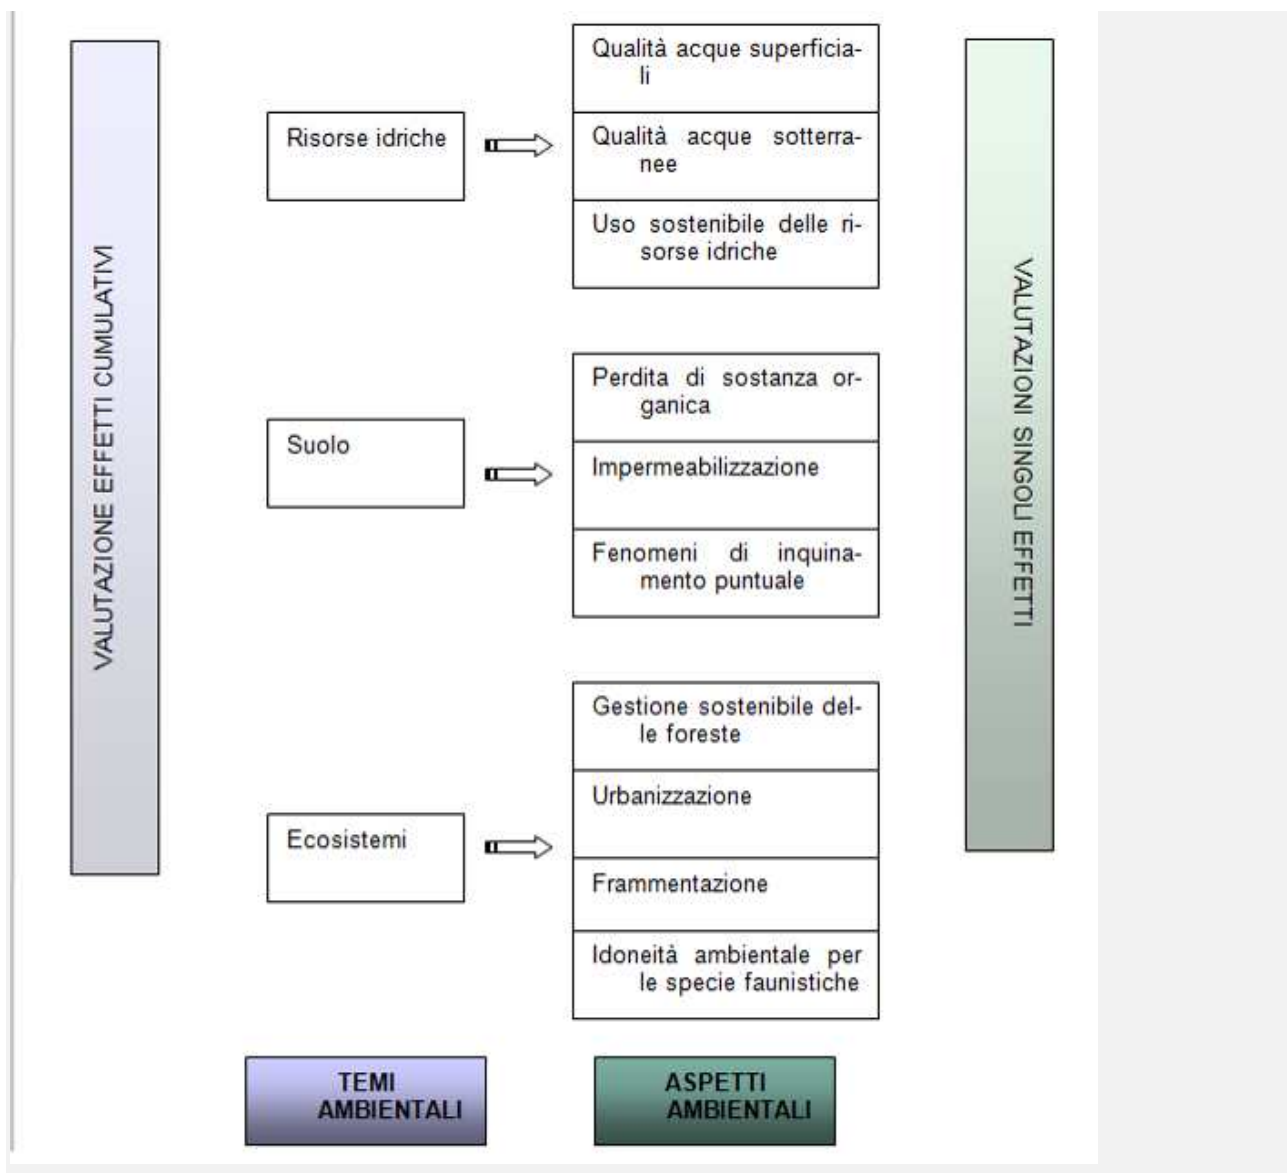 VALUTAZIONE EFFETTI CUMULATIVI
Risorse idriche
Qualità acque superficia-
li
Qualità acque sotterra-
nee
Uso sostenibile delle ri-
sorse idriche
Suolo
Perdita di sostanza or-
ganica
Impermeabilizzazione
Fenomeni di inquina-
mento puntuale
Ecosistemi
Gestione sostenibile del-
le foreste
Urbanizzazione
Frammentazione
Idoneità ambientale per
le specie faunistiche
VALUTAZIONI SINGOLI EFFETTI
TEMI
AMBIENTALI
ASPETTI
AMBIENTALI